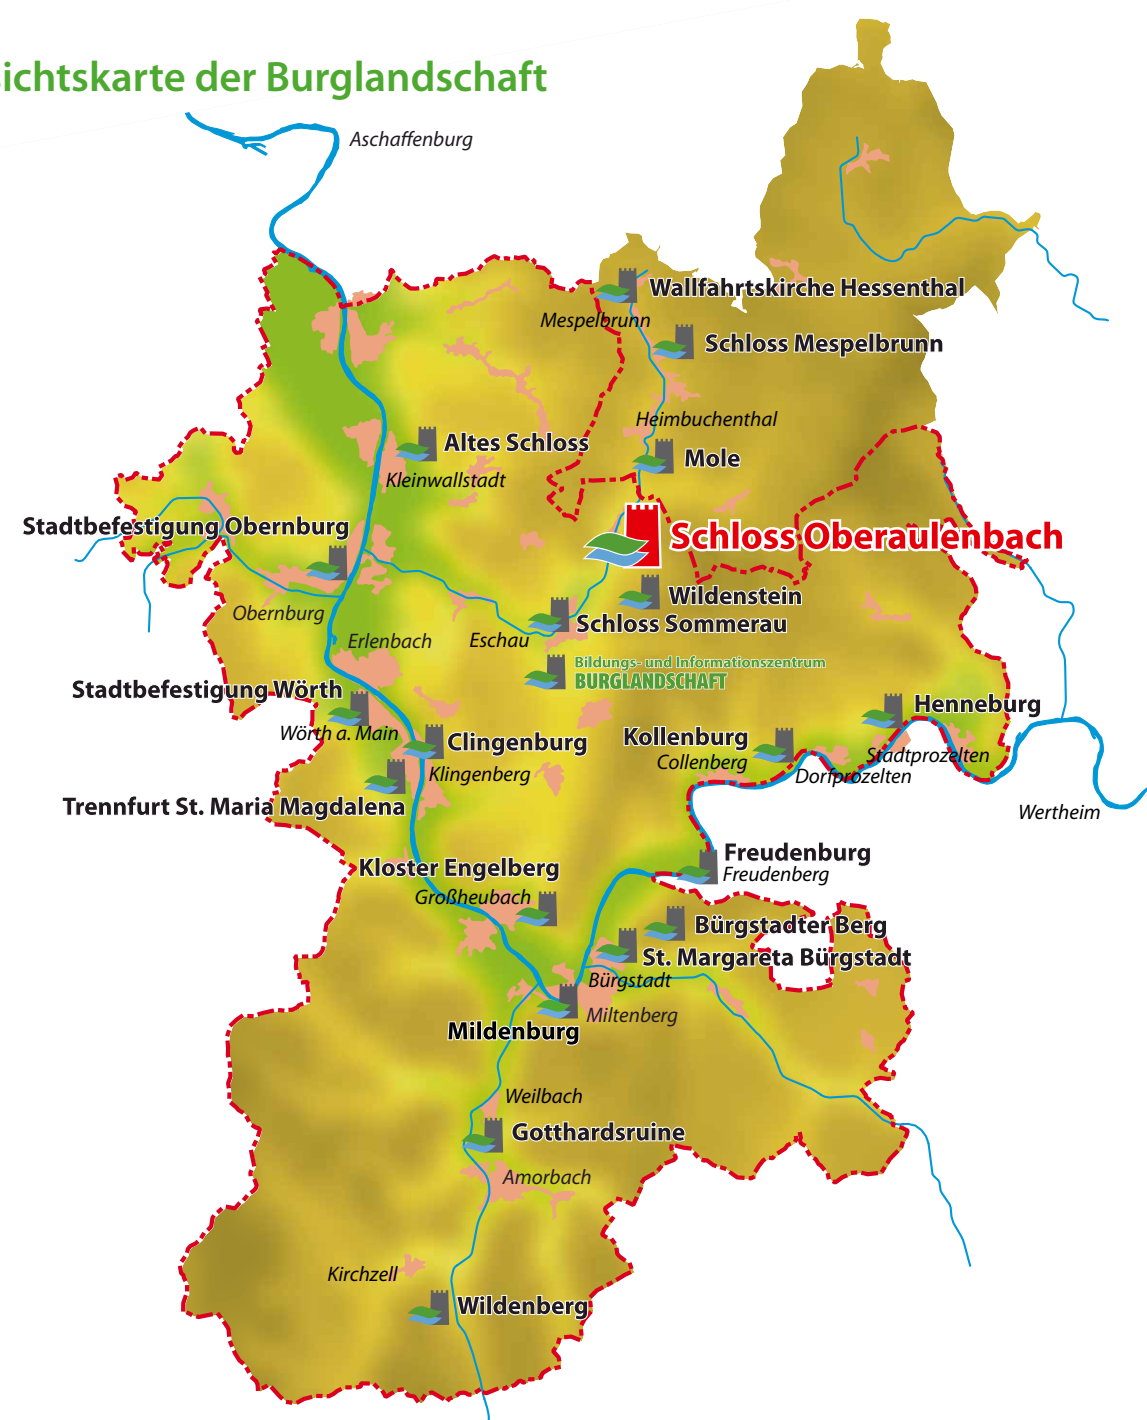 ichtskarte der Burglandschaft
Aschaffenburg
Wallfahrtskirche Hessenthal
Mespelbrunn
Schloss Mespelbrunn
Heimbuchenthal
Altes Schloss
Mole
Kleinwallstadt
Stadtbefestigung Obernburg
Schloss Oberaulenbach
Wildenstein
Obernburg
Schloss Sommerau
Erlenbach
Eschau
Bildungs- und Informationszentrum
BURGLANDSCHAFT
Stadtbefestigung Wörth
Henneburg
Wörth a. Main
Clingenburg
Kollenburg
Stadtprozelten
Collenberg
Klingenberg
Dorfprozelten
Trennfurt St. Maria Magdalena
Wertheim
Freudenburg
Kloster Engelberg
Freudenberg
Großheubach
Bürgstadter Berg
St. Margareta Bürgstadt
Bürgstadt
Miltenberg
Mildenburg
Weilbach
Gotthardsruine
Amorbach
Kirchzell
Wildenberg